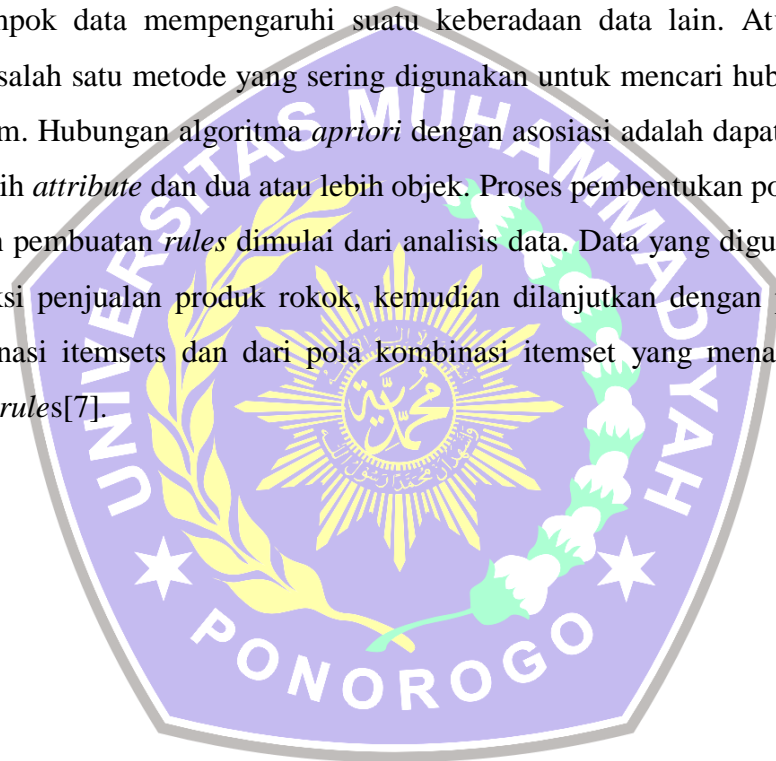 mpok data mempengaruhi suatu keberadaan data lain. At
salah satu metode yang sering digunakan untuk mencari hub
m. Hubungan algoritma apriori dengan asosiasi adalah dapat
ih attribute dan dua atau lebih objek. Proses pembentukan po
n pembuatan rules dimulai dari analisis data. Data yang digu
ksi penjualan produk rokok, kemudian dilanjutkan dengan p
nasi itemsets dan dari pola kombinasi itemset yang mena
rules[7].
UNIVERSITAS MUHAMMADIYAH
محمدية
PONOROGO